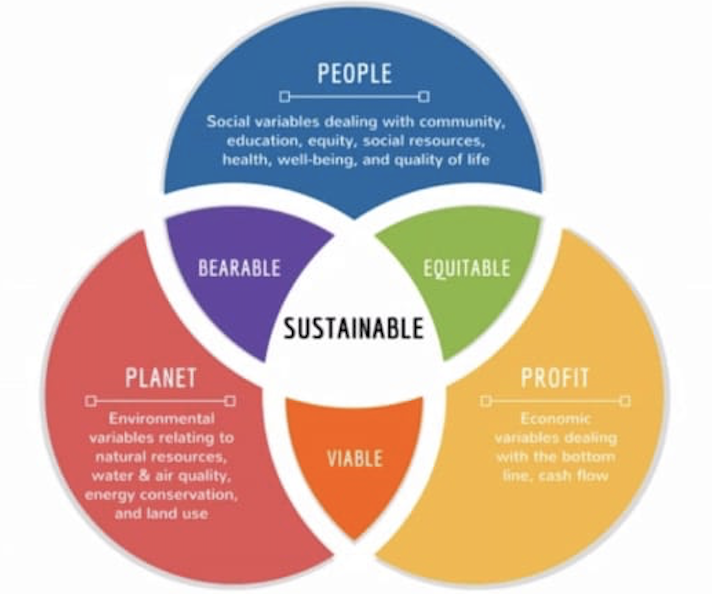 PEOPLE
Social variables dealing with community,
education, equity, social resources,
health, well-being, and quality of life
BEARABLE
EQUITABLE
SUSTAINABLE
PLANET
Environmental
variables relating to
natural resources,
water & air quality,
energy conservation,
and land use
PROFIT
Economic
variables dealing
with the bottom
line, cash flow
VIABLE